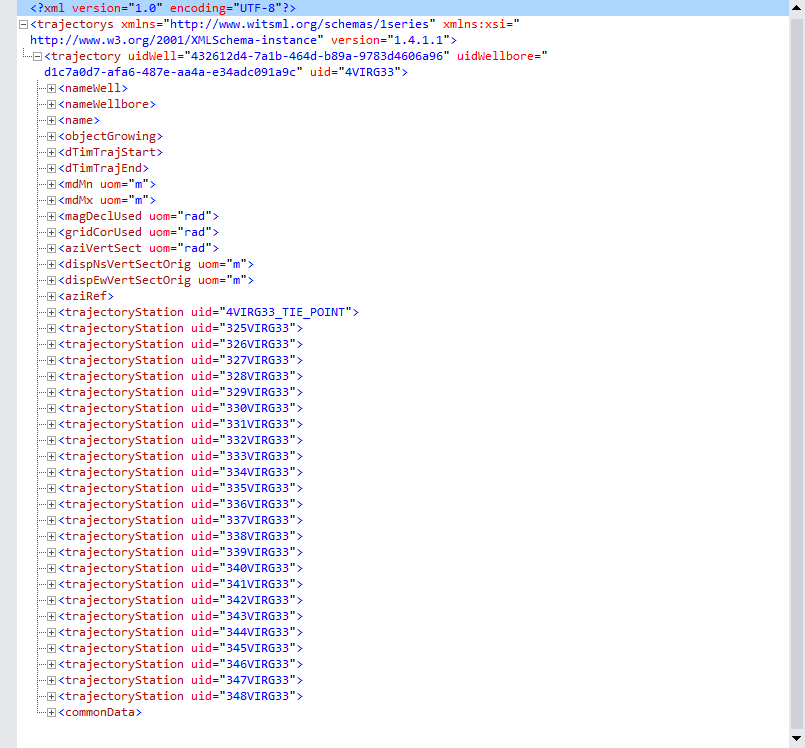 <?xml version="1.0" encoding="UTF-8"?>
<trajectorys xmlns="http://www.witsml.org/schemas/1series" xmlns:xsi="
http://www.w3.org/2001/XMLSchema-instance" version="1.4.1.1">
<trajectory uidWell="432612d4-7a1b-464d-b89a-9783d4606a96" uidWellbore="
d1c7a0d7-afa6-487e-aa4a-e34adc091a9c" uid="4VIRG33">
<nameWell>
<nameWellbore>
<name>
<objectGrowing>
<dTimTrajStart>
<dTimTrajEnd>
<mdMn uom="m">
<mdMx uom="m">
<magDeclUsed uom="rad">
<gridCorUsed uom="rad">
<aziVertSect uom="rad">
<dispNsVertSectOrig uom="m">
<dispEwVertSectOrig uom="m">
<aziRef>
<trajectoryStation uid="4VIRG33_TIE_POINT">
<trajectoryStation uid="325VIRG33">
<trajectoryStation uid="326VIRG33">
<trajectoryStation uid="327VIRG33">
<trajectoryStation uid="328VIRG33">
<trajectoryStation uid="329VIRG33">
<trajectoryStation uid="330VIRG33">
<trajectoryStation uid="331VIRG33">
<trajectoryStation uid="332VIRG33">
<trajectoryStation uid="333VIRG33">
<trajectoryStation uid="334VIRG33">
<trajectoryStation uid="335VIRG33">
<trajectoryStation uid="336VIRG33">
<trajectoryStation uid="337VIRG33">
<trajectoryStation uid="338VIRG33">
<trajectoryStation uid="339VIRG33">
<trajectoryStation uid="340VIRG33">
<trajectoryStation uid="341VIRG33">
<trajectoryStation uid="342VIRG33">
<trajectoryStation uid="343VIRG33">
<trajectoryStation uid="344VIRG33">
<trajectoryStation uid="345VIRG33">
<trajectoryStation uid="346VIRG33">
<trajectoryStation uid="347VIRG33">
<trajectoryStation uid="348VIRG33">
<commonData>